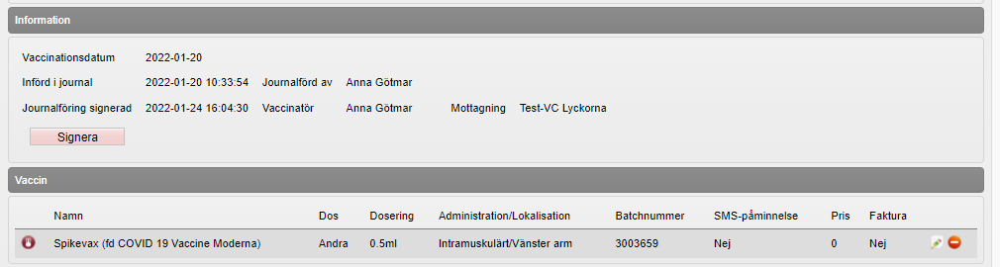 Information
Vaccinationsdatum 2022-01-20
Införd i journal 2022-01-20 10:33:54 Journalförd av Anna Götmar
Journalföring signerad 2022-01-24 16:04:30 Vaccinatör Anna Götmar Mottagning Test-VC Lyckorna
Signera
Vaccin
Namn Dos Dosering Administration/Lokalisation Batchnummer SMS-påminnelse Pris Faktura
Spikevax (fd COVID 19 Vaccine Moderna) Andra 0.5ml Intramuskulärt/Vänster arm 3003659 Nej 0 Nej